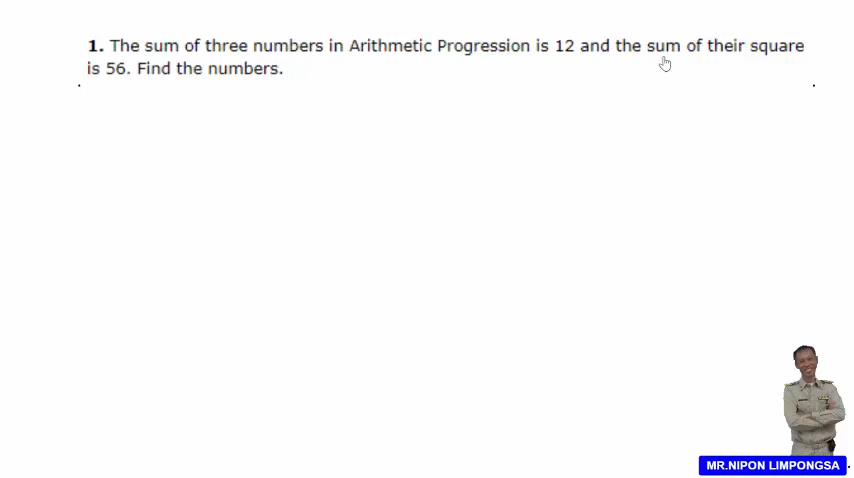 1. The sum of three numbers in Arithmetic Progression is 12 and the sum of their square
is 56. Find the numbers.
MR.NIPON LIMPONGSA